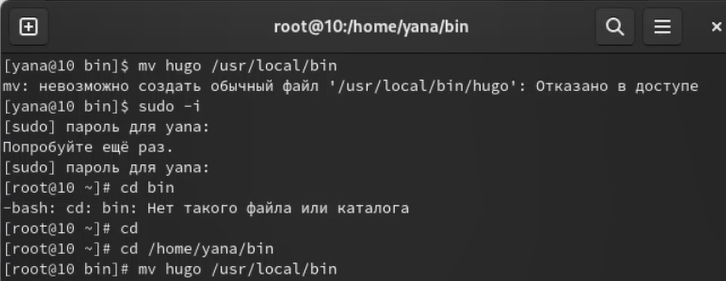 root@10:/home/yana/bin
[yana@10 bin]$ mv hugo /usr/local/bin
mv: невозможно создать обычный файл '/usr/local/bin/hugo': Отказано в доступе
[yana@10 bin]$ sudo -i
[sudo] пароль для yana:
Попробуйте ещё раз.
[sudo] пароль для yana:
[root@10 ~]# cd bin
-bash: cd: bin: Нет такого файла или каталога
[root@10 ~]# cd
[root@10 ~]# cd /home/yana/bin
[root@10 bin]# mv hugo /usr/local/bin